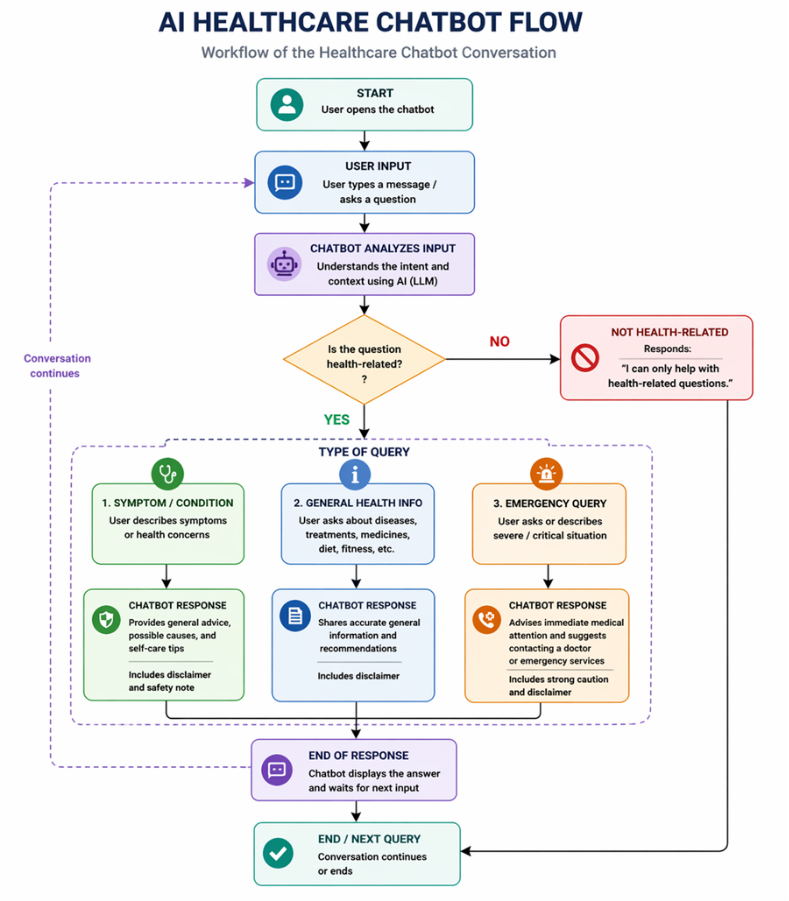 AI HEALTHCARE CHATBOT FLOW
Workflow of the Healthcare Chatbot Conversation
START
User opens the chatbot
USER INPUT
User types a message /
asks a question
CHATBOT ANALYZES INPUT
Understands the intent and
context using AI (LLM)
Is the question
health-related?
?
NO
NOT HEALTH-RELATED
Responds:
“I can only help with
health-related questions.”
Conversation
continues
YES
TYPE OF QUERY
1. SYMPTOM / CONDITION
User describes symptoms
or health concerns
2. GENERAL HEALTH INFO
User asks about diseases,
treatments, medicines,
diet, fitness, etc.
3. EMERGENCY QUERY
User asks or describes
severe / critical situation
CHATBOT RESPONSE
Provides general advice,
possible causes, and
self-care tips
Includes disclaimer
and safety note
CHATBOT RESPONSE
Shares accurate general
information and
recommendations
Includes disclaimer
CHATBOT RESPONSE
Advises immediate medical
attention and suggests
contacting a doctor
or emergency services
Includes strong caution
and disclaimer
END OF RESPONSE
Chatbot displays the answer
and waits for next input
END / NEXT QUERY
Conversation continues
or ends